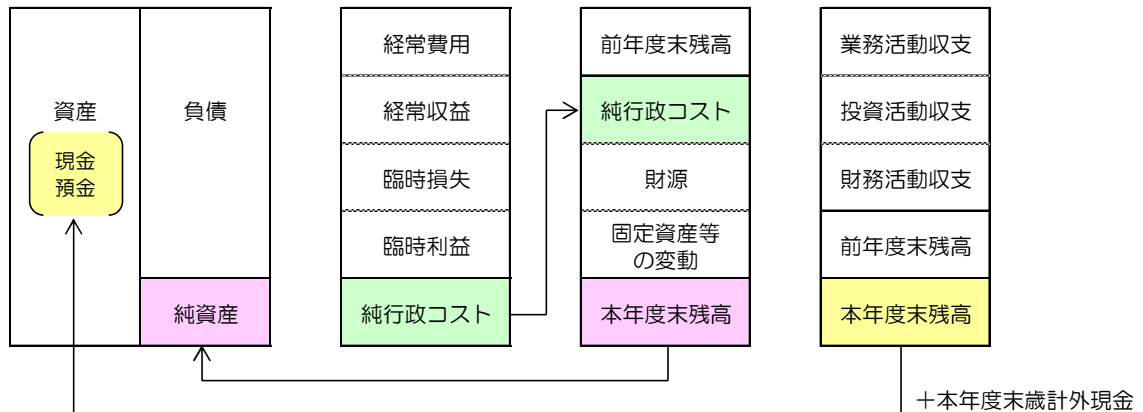 資産
現金
預金
負債
純資産
経常費用
経常収益
臨時損失
臨時利益
純行政コスト
前年度末残高
純行政コスト
財源
固定資産等
の変動
本年度末残高
業務活動収支
投資活動収支
財務活動収支
前年度末残高
本年度末残高
＋本年度末歳計外現金